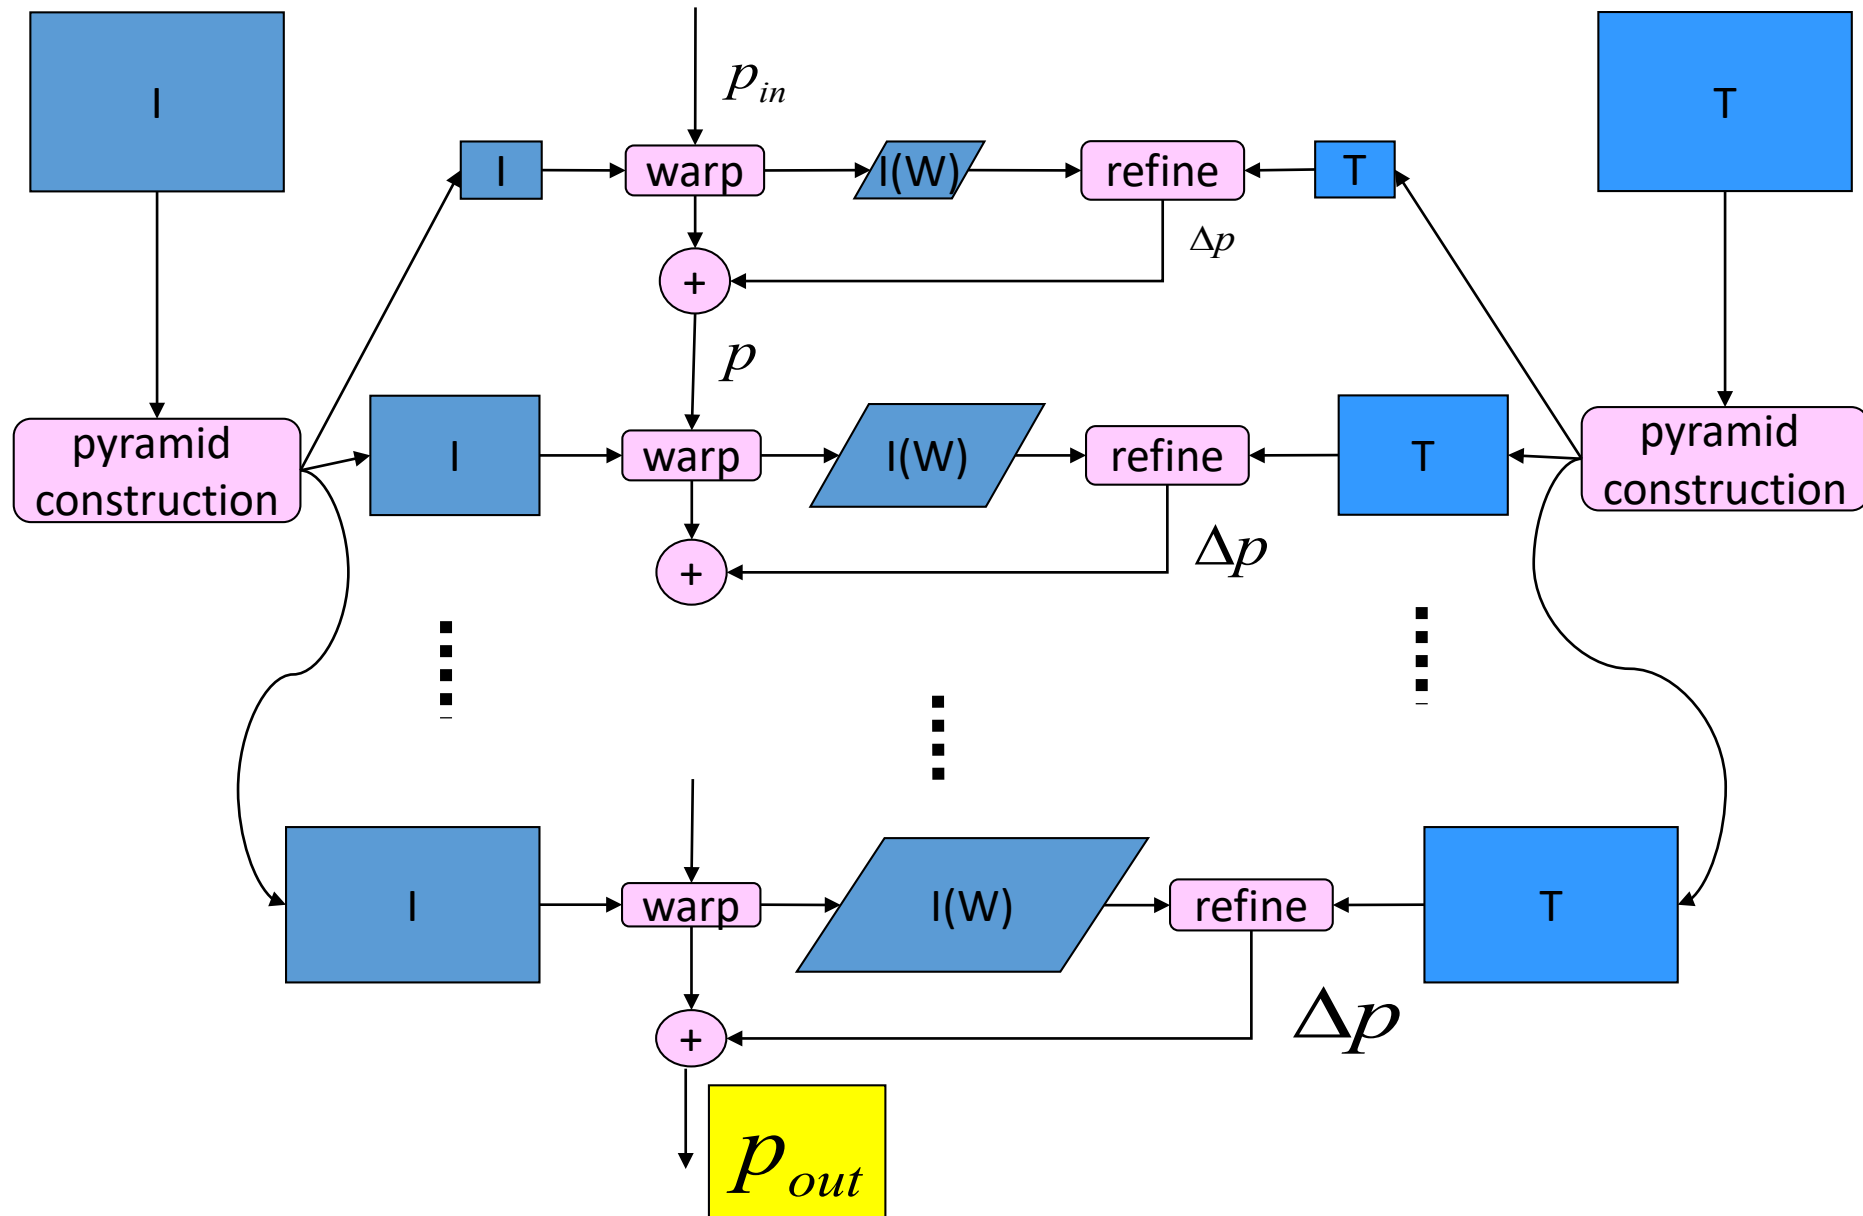 I
T
p_in
I
warp
I(W)
refine
T
Δp
+
p
pyramid
construction
I
warp
I(W)
refine
T
pyramid
construction
Δp
+
I
warp
I(W)
refine
T
Δp
+
p_out